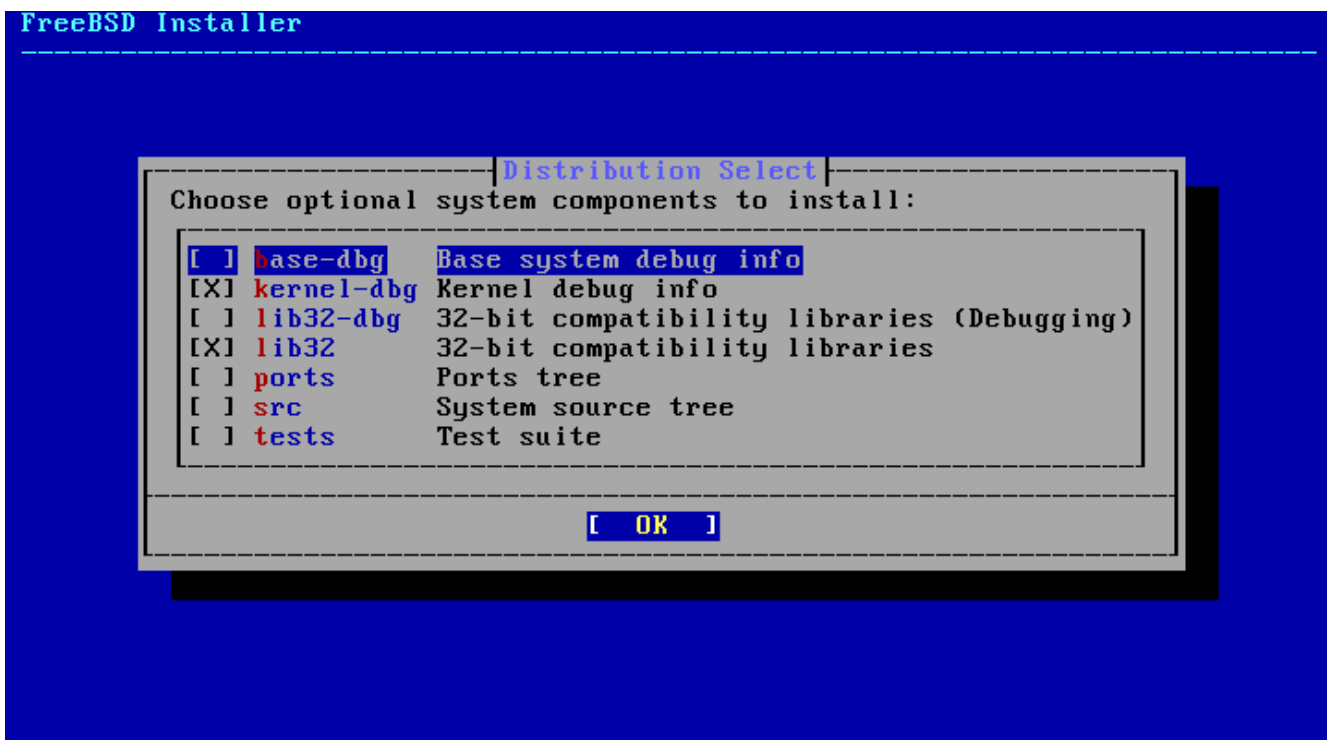 FreeBSD Installer
Distribution Select
Choose optional system components to install:
[ ] base-dbg Base system debug info
[X] kernel-dbg Kernel debug info
[ ] lib32-dbg 32-bit compatibility libraries (Debugging)
[X] lib32 32-bit compatibility libraries
[ ] ports Ports tree
[ ] src System source tree
[ ] tests Test suite
[ OK ]